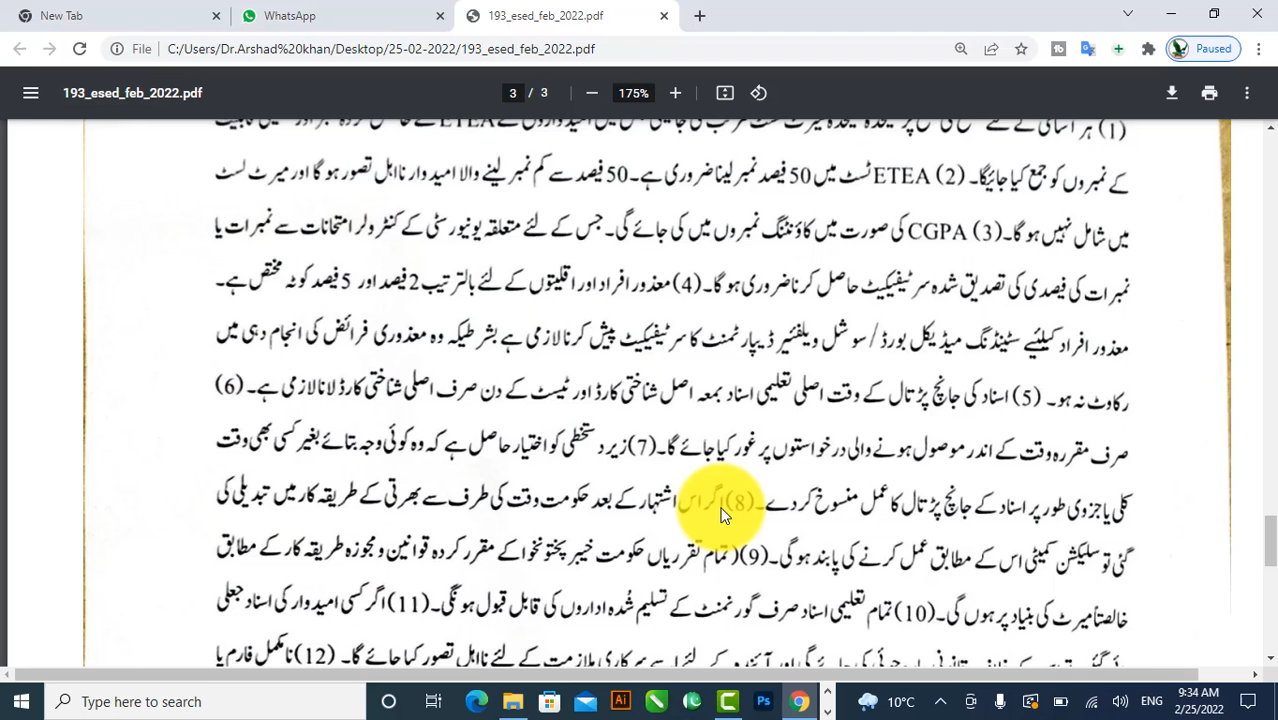 New Tab
WhatsApp
193_esed_feb_2022.pdf
File
C:/Users/Dr.Arshad%20khan/Desktop/25-02-2022/193_esed_feb_2022.pdf
Paused
193_esed_feb_2022.pdf
3 / 3
175%
کے نمبروں کو جمع کیا جائیگا۔ (2) ETEA ٹسٹ میں 50 فیصد نمبر لینا ضروری ہے۔ 50 فیصد سے کم نمبر لینے والا امیدوار نااہل تصور ہو گا اور میرٹ لسٹ
میں شامل نہیں ہو گا۔ (3) CGPA کی صورت میں کاؤنٹنگ نمبروں میں کی جائے گی۔ جس کے لئے متعلقہ یونیورسٹی کے کنٹرولر امتحانات سے نمبرات یا
نمبرات کی فیصدی کی تصدیق شدہ سرٹیفیکیٹ حاصل کرنا ضروری ہو گا۔ (4) معذور افراد اور اقلیتوں کے لئے بالترتیب 2 فیصد اور 5 فیصد کوٹہ مختص ہے۔
معذور افراد کیلئیے سٹینڈنگ میڈیکل بورڈ/سوشل ویلفئیر ڈیپارٹمنٹ کا سرٹیفیکیٹ پیش کرنا لازمی ہے بشرطیکہ وہ معذوری فرائض کی انجام دہی میں
رکاوٹ نہ ہو۔ (5) اسناد کی جانچ پڑتال کے وقت اصلی تعلیمی اسناد بمعہ اصل شناختی کارڈ اور ٹیسٹ کے دن صرف اصلی شناختی کارڈ لانا لازمی ہے۔ (6)
صرف مقررہ وقت کے اندر موصول ہونے والی درخواستوں پر غور کیا جائے گا۔ (7) زیر دستخطی کو اختیار حاصل ہے کہ وہ کوئی وجہ بتائے بغیر کسی بھی وقت
کلی یا جزوی طور پر اسناد کے جانچ پڑتال کا عمل منسوخ کر دے۔ (8) اگر اس اشتہار کے بعد حکومت وقت کی طرف سے بھرتی کے طریقہ کار میں تبدیلی کی
گئی تو سلیکشن کمیٹی اس کے مطابق عمل کرنے کی پابند ہو گی۔ (9) (تمام تقرریاں حکومت خیبر پختونخوا کے مقرر کردہ قوانین و مجوزہ طریقہ کار کے مطابق
خالصتاً میرٹ کی بنیاد پر ہوں گی۔ (10) تمام تعلیمی اسناد صرف گورنمنٹ کے تسلیم شُدہ اداروں کی قابل قبول ہونگی۔ (11) اگر کسی امیدوار کی اسناد جعلی
کے لئے نااہل تصور کیا جائے گا۔ (12) نامکمل فارم یا
Type here to search
10°C
ENG
9:34 AM
2/25/2022